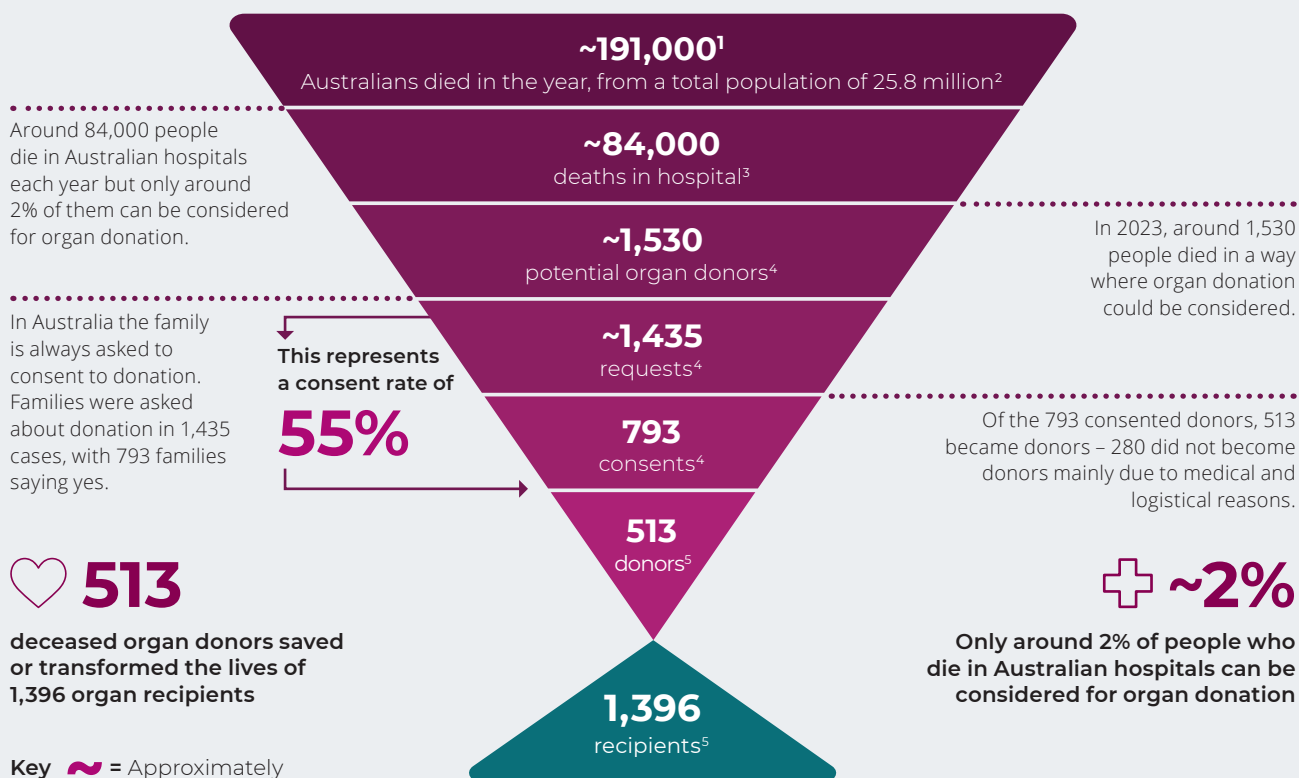 ~191,000¹
Australians died in the year, from a total population of 25.8 million²
Around 84,000 people
die in Australian hospitals
each year but only around
2% of them can be considered
for organ donation.
~84,000
deaths in hospital³
~1,530
potential organ donors⁴
In 2023, around 1,530
people died in a way
where organ donation
could be considered.
In Australia the family
is always asked to
consent to donation.
Families were asked
about donation in 1,435
cases, with 793 families
saying yes.
This represents
a consent rate of
55%
~1,435
requests⁴
793
consents⁴
Of the 793 consented donors, 513
became donors – 280 did not become
donors mainly due to medical and
logistical reasons.
513
donors⁵
513
deceased organ donors saved
or transformed the lives of
1,396 organ recipients
~2%
Only around 2% of people who
die in Australian hospitals can be
considered for organ donation
1,396
recipients⁵
Key ~ = Approximately